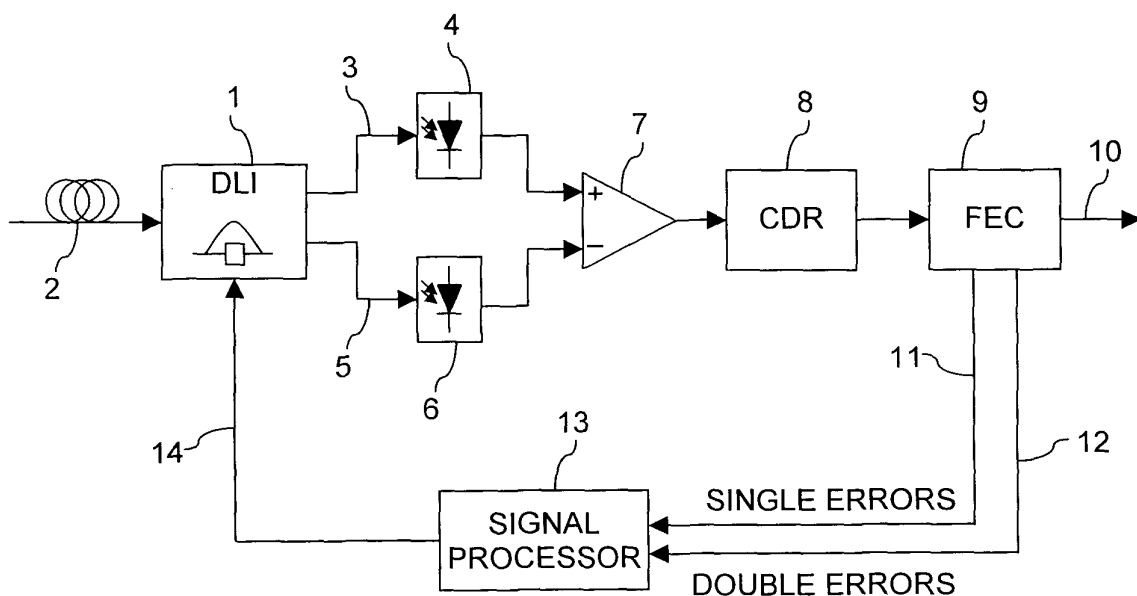 4
3
1
7
8
9
10
DLI
+
−
CDR
FEC
2
5
6
11
14
13
12
SINGLE ERRORS
SIGNAL
PROCESSOR
DOUBLE ERRORS